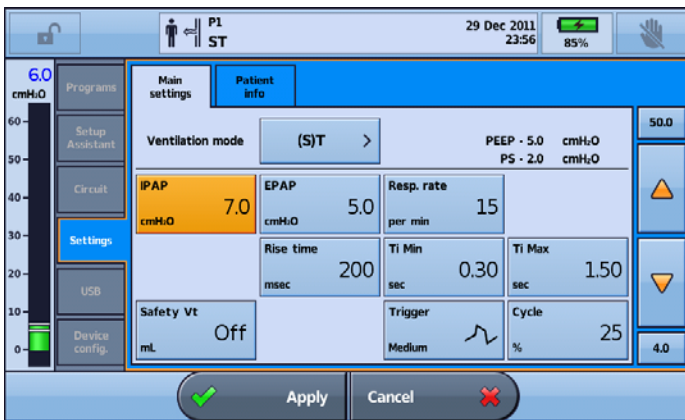 P1
ST
29 Dec 2011
23:56
85%
6.0
cmH₂O
60
50
40
30
20
10
0
Programs
Setup
Assistant
Circuit
Settings
USB
Device
config.
Main
settings
Patient
info
Ventilation mode
(S)T >
PEEP - 5.0 cmH₂O
PS - 2.0 cmH₂O
IPAP
7.0
cmH₂O
EPAP
5.0
cmH₂O
Resp. rate
15
per min
Rise time
200
msec
Ti Min
0.30
sec
Ti Max
1.50
sec
Safety Vt
Off
mL
Trigger
Medium
Cycle
25
%
50.0
4.0
Apply
Cancel